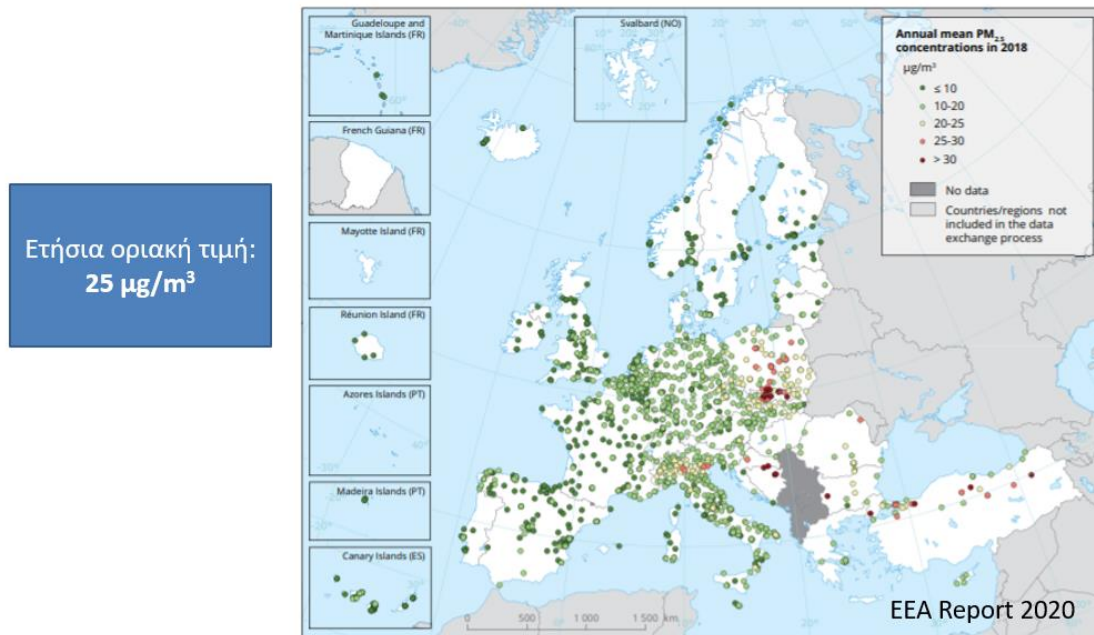 Ετήσια οριακή τιμή:
25 μg/m³
Guadeloupe and
Martinique Islands (FR)
French Guiana (FR)
Mayotte Island (FR)
Réunion Island (FR)
Azores Islands (PT)
Madeira Islands (PT)
Canary Islands (ES)
Svalbard (NO)
Annual mean PM₂.₅
concentrations in 2018
µg/m³
≤ 10
10-20
20-25
25-30
> 30
No data
Countries/regions not
included in the data
exchange process
0 500 1 000 1 500 km
EEA Report 2020